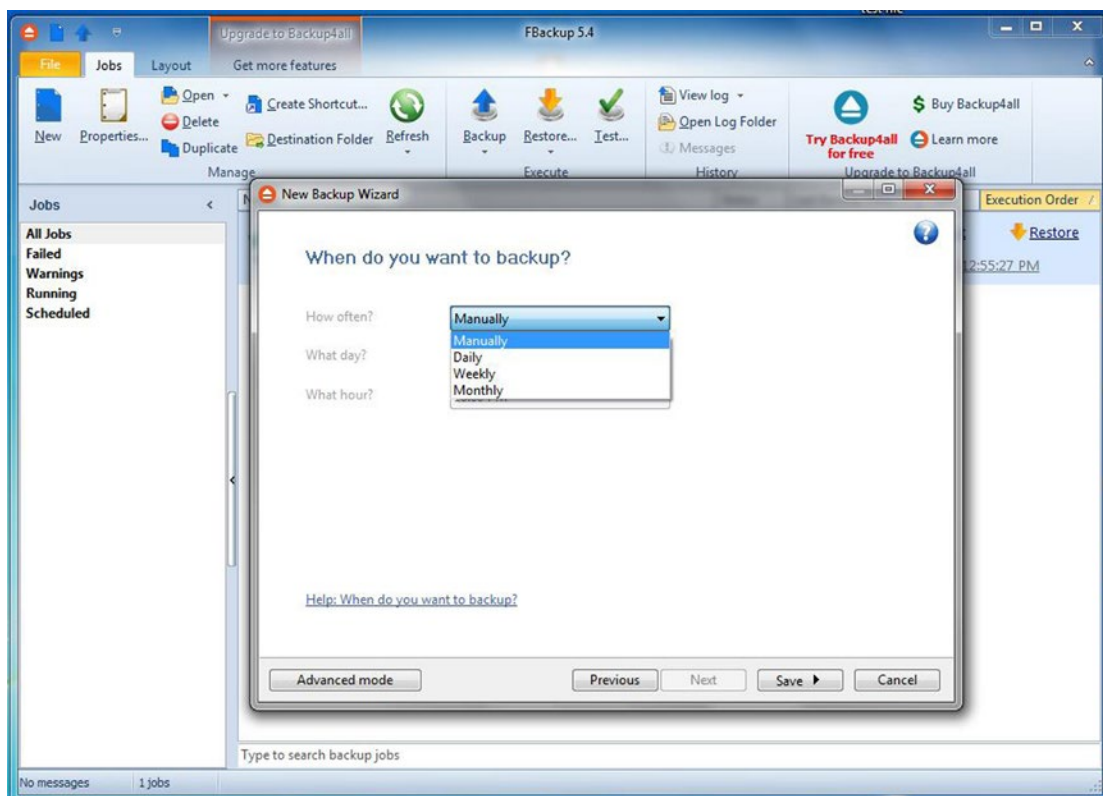 test file
Upgrade to Backup4all
FBackup 5.4
File Jobs Layout Get more features
New
Properties...
Open
Delete
Duplicate
Create Shortcut...
Destination Folder
Refresh
Manage
Backup
Restore...
Test...
Execute
View log
Open Log Folder
Messages
History
Try Backup4all
for free
Buy Backup4all
Learn more
Upgrade to Backup4all
Jobs
All Jobs
Failed
Warnings
Running
Scheduled
Execution Order
Restore
12:55:27 PM
New Backup Wizard
When do you want to backup?
How often? Manually
Manually
Daily
Weekly
Monthly
What day?
What hour?
Help: When do you want to backup?
Advanced mode Previous Next Save Cancel
Type to search backup jobs
No messages 1 jobs